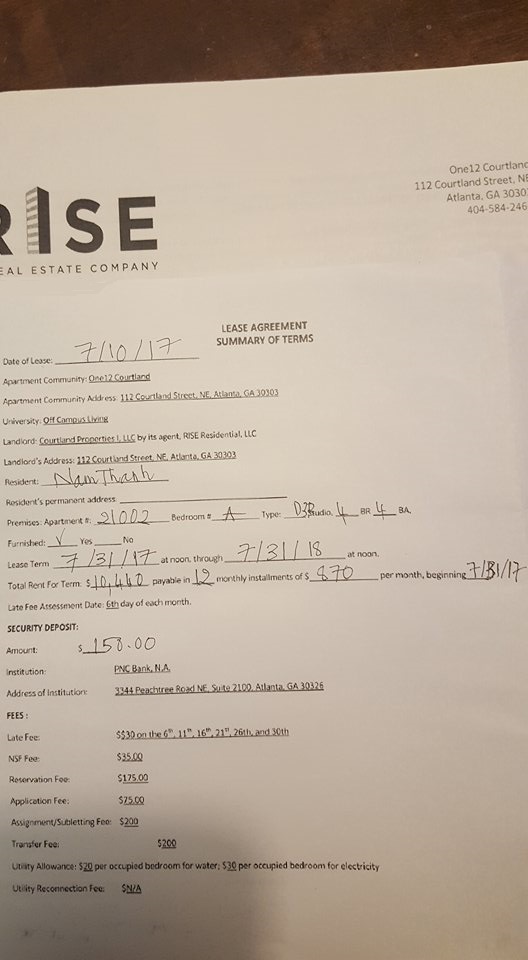 RISE
EAL ESTATE COMPANY
One12 Courtland
112 Courtland Street, NE
Atlanta, GA 3030
404-584-246
LEASE AGREEMENT
SUMMARY OF TERMS
Date of Lease: 7/10/17
Apartment Community: One12 Courtland
Apartment Community Address: 112 Courtland Street, NE, Atlanta, GA 30303
University: Off Campus Living
Landlord: Courtland Properties I, LLC by its agent, RISE Residential, LLC
Landlord's Address: 112 Courtland Street, NE, Atlanta, GA 30303
Resident: Nam Thanh
Resident's permanent address
Premises: Apartment #: 21002 Bedroom # A Type: Studio, 4 BR 4 BA.
Furnished: V Yes No
Lease Term 7/31/17 at noon, through 7/31/18 at noon.
Total Rent For Term: $ 10,440 payable in 12 monthly installments of $ 870 per month, beginning 7/31/17
Late Fee Assessment Date: 6th day of each month.
SECURITY DEPOSIT:
Amount: $ 150.00
Institution: PNC Bank, N.A.
Address of Institution: 3344 Peachtree Road NE, Suite 2100, Atlanta, GA 30326
FEES :
Late Fee: $$30 on the 6th, 11th, 16th, 21st, 26th, and 30th
NSF Fee: $35.00
Reservation Fee: $175.00
Application Fee: $75.00
Assignment/Subletting Fee: $200
Transfer Fee: $200
Utility Allowance: $20 per occupied bedroom for water; $30 per occupied bedroom for electricity
Utility Reconnection Fee: $N/A